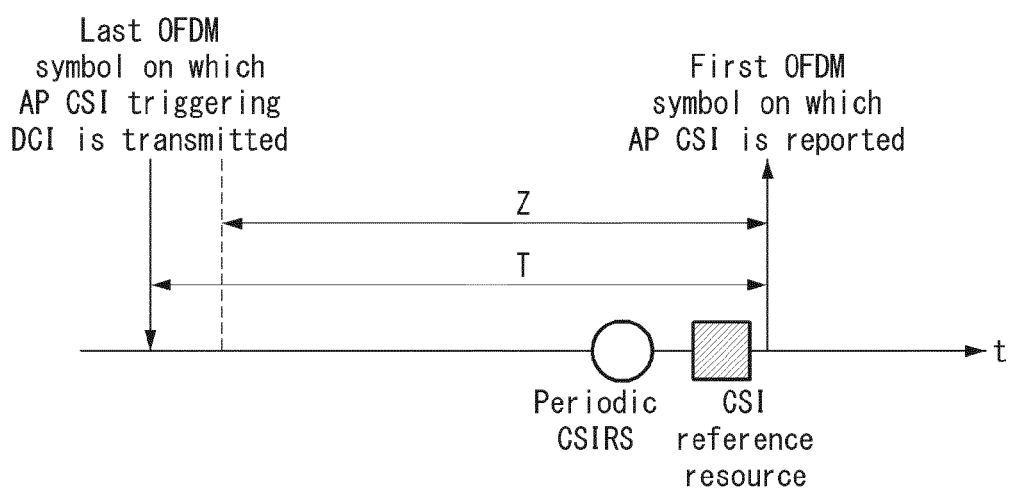 Last OFDM
symbol on which
AP CSI triggering
DCI is transmitted
First OFDM
symbol on which
AP CSI is reported
Z
T
t
Periodic
CSIRS
CSI
reference
resource